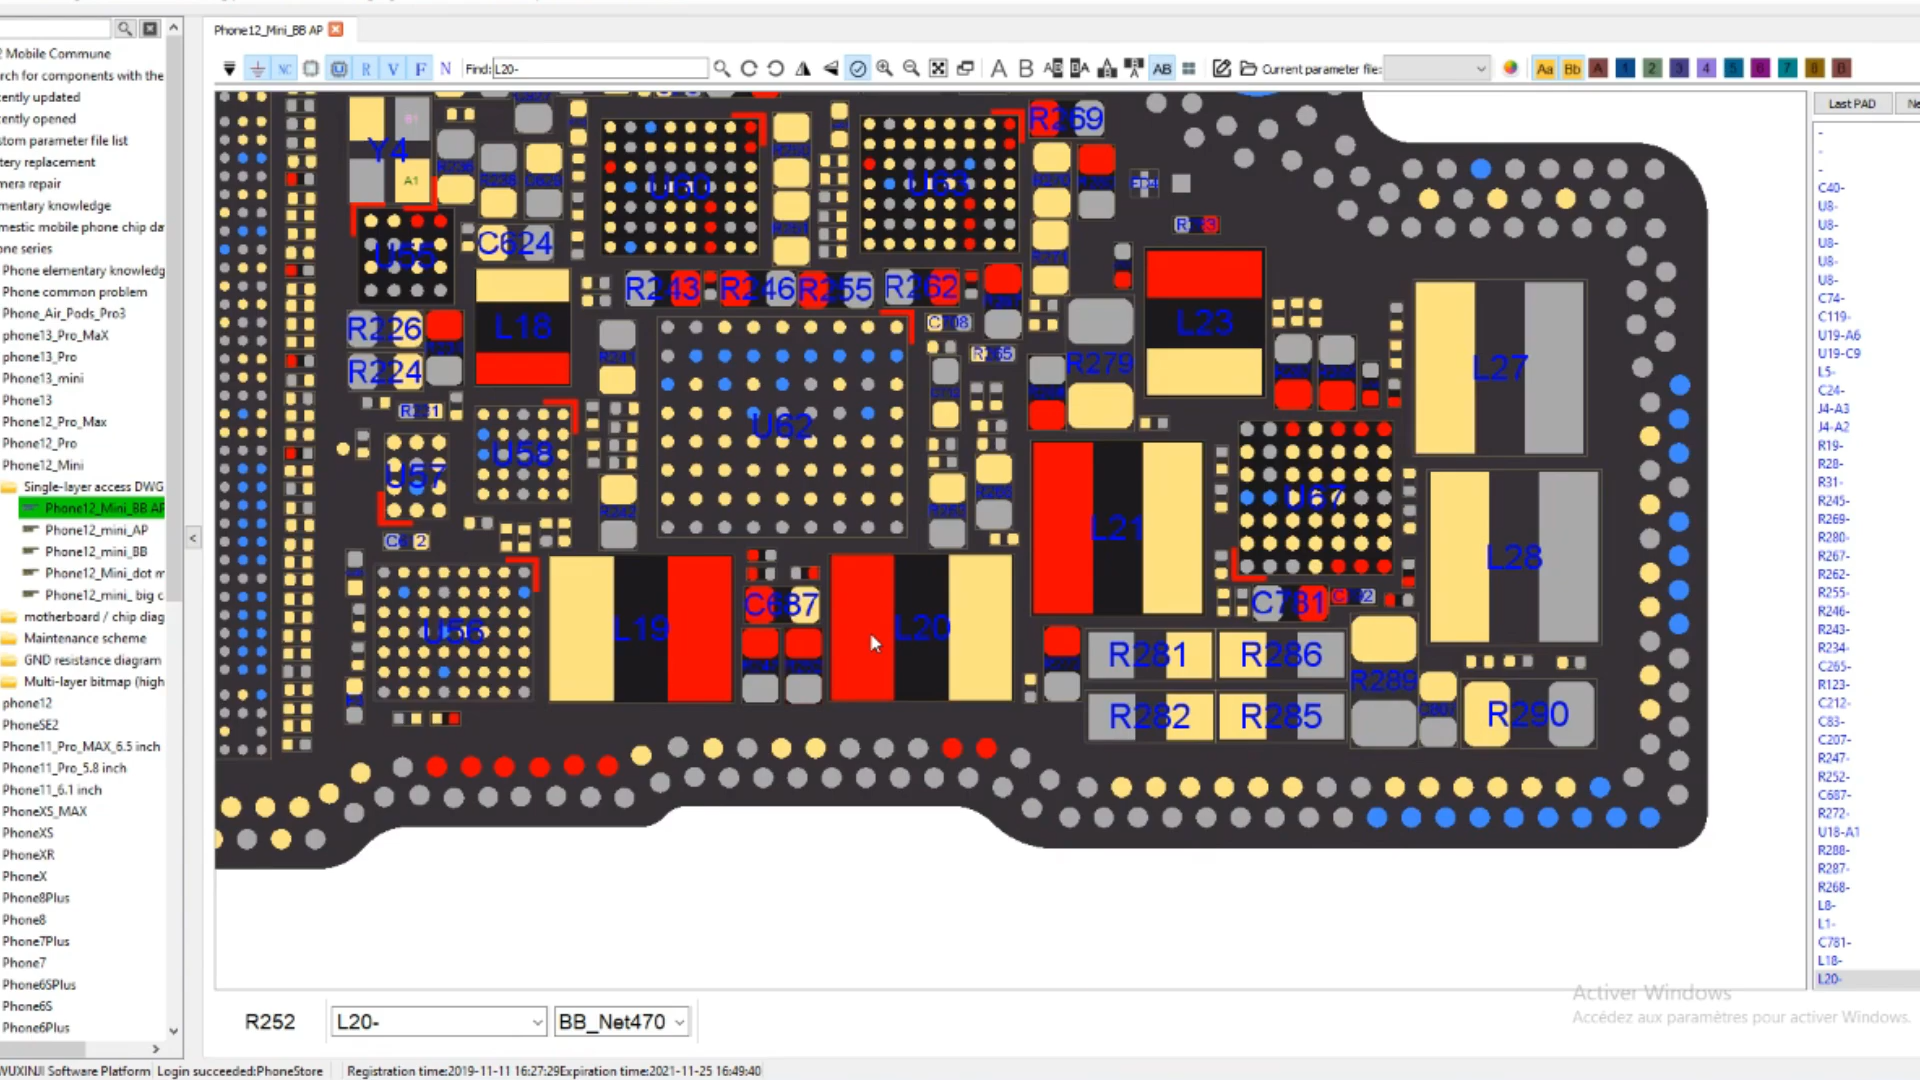 Phone12_Mini_BB AP
Find: L20-
Current parameter file:
Last PAD
Ne
2 Mobile Commune
rch for components with the
ently updated
ently opened
stom parameter file list
tery replacement
mera repair
mentary knowledge
mestic mobile phone chip da
one series
Phone elementary knowledg
Phone common problem
Phone_Air_Pods_Pro3
phone13_Pro_MaX
phone13_Pro
Phone13_mini
Phone13
Phone12_Pro_Max
Phone12_Pro
Phone12_Mini
Single-layer access DWG
Phone12_Mini_BB AP
Phone12_mini_AP
Phone12_mini_BB
Phone12_Mini_dot m
Phone12_mini_ big c
motherboard / chip diag
Maintenance scheme
GND resistance diagram
Multi-layer bitmap (high
phone12
PhoneSE2
Phone11_Pro_MAX_6.5 inch
Phone11_Pro_5.8 inch
Phone11_6.1 inch
PhoneXS_MAX
PhoneXS
PhoneXR
PhoneX
Phone8Plus
Phone8
Phone7Plus
Phone7
Phone6SPlus
Phone6S
Phone6Plus
R269
Y4
A1
U60
U63
U55
C624
R243
R246
R255
R262
R226
L18
R224
C708
R265
R279
L23
L27
R231
U62
U58
U57
U67
L21
L28
U56
L19
C687
L20
C781
R281
R286
R289
R282
R285
R290
C40-
U8-
U8-
U8-
U8-
U8-
C74-
C119-
U19-A6
U19-C9
L5-
C24-
J4-A3
J4-A2
R19-
R28-
R31-
R245-
R269-
R280-
R267-
R262-
R255-
R246-
R243-
R234-
C265-
R123-
C212-
C83-
C207-
R247-
R252-
C687-
R272-
U18-A1
R288-
R287-
R268-
L8-
L1-
C781-
L18-
L20-
Activer Windows
Accédez aux paramètres pour activer Windows.
R252
L20-
BB_Net470
WUXINJI Software Platform
Login succeeded:PhoneStore
Registration time:2019-11-11 16:27:29Expiration time:2021-11-25 16:49:40